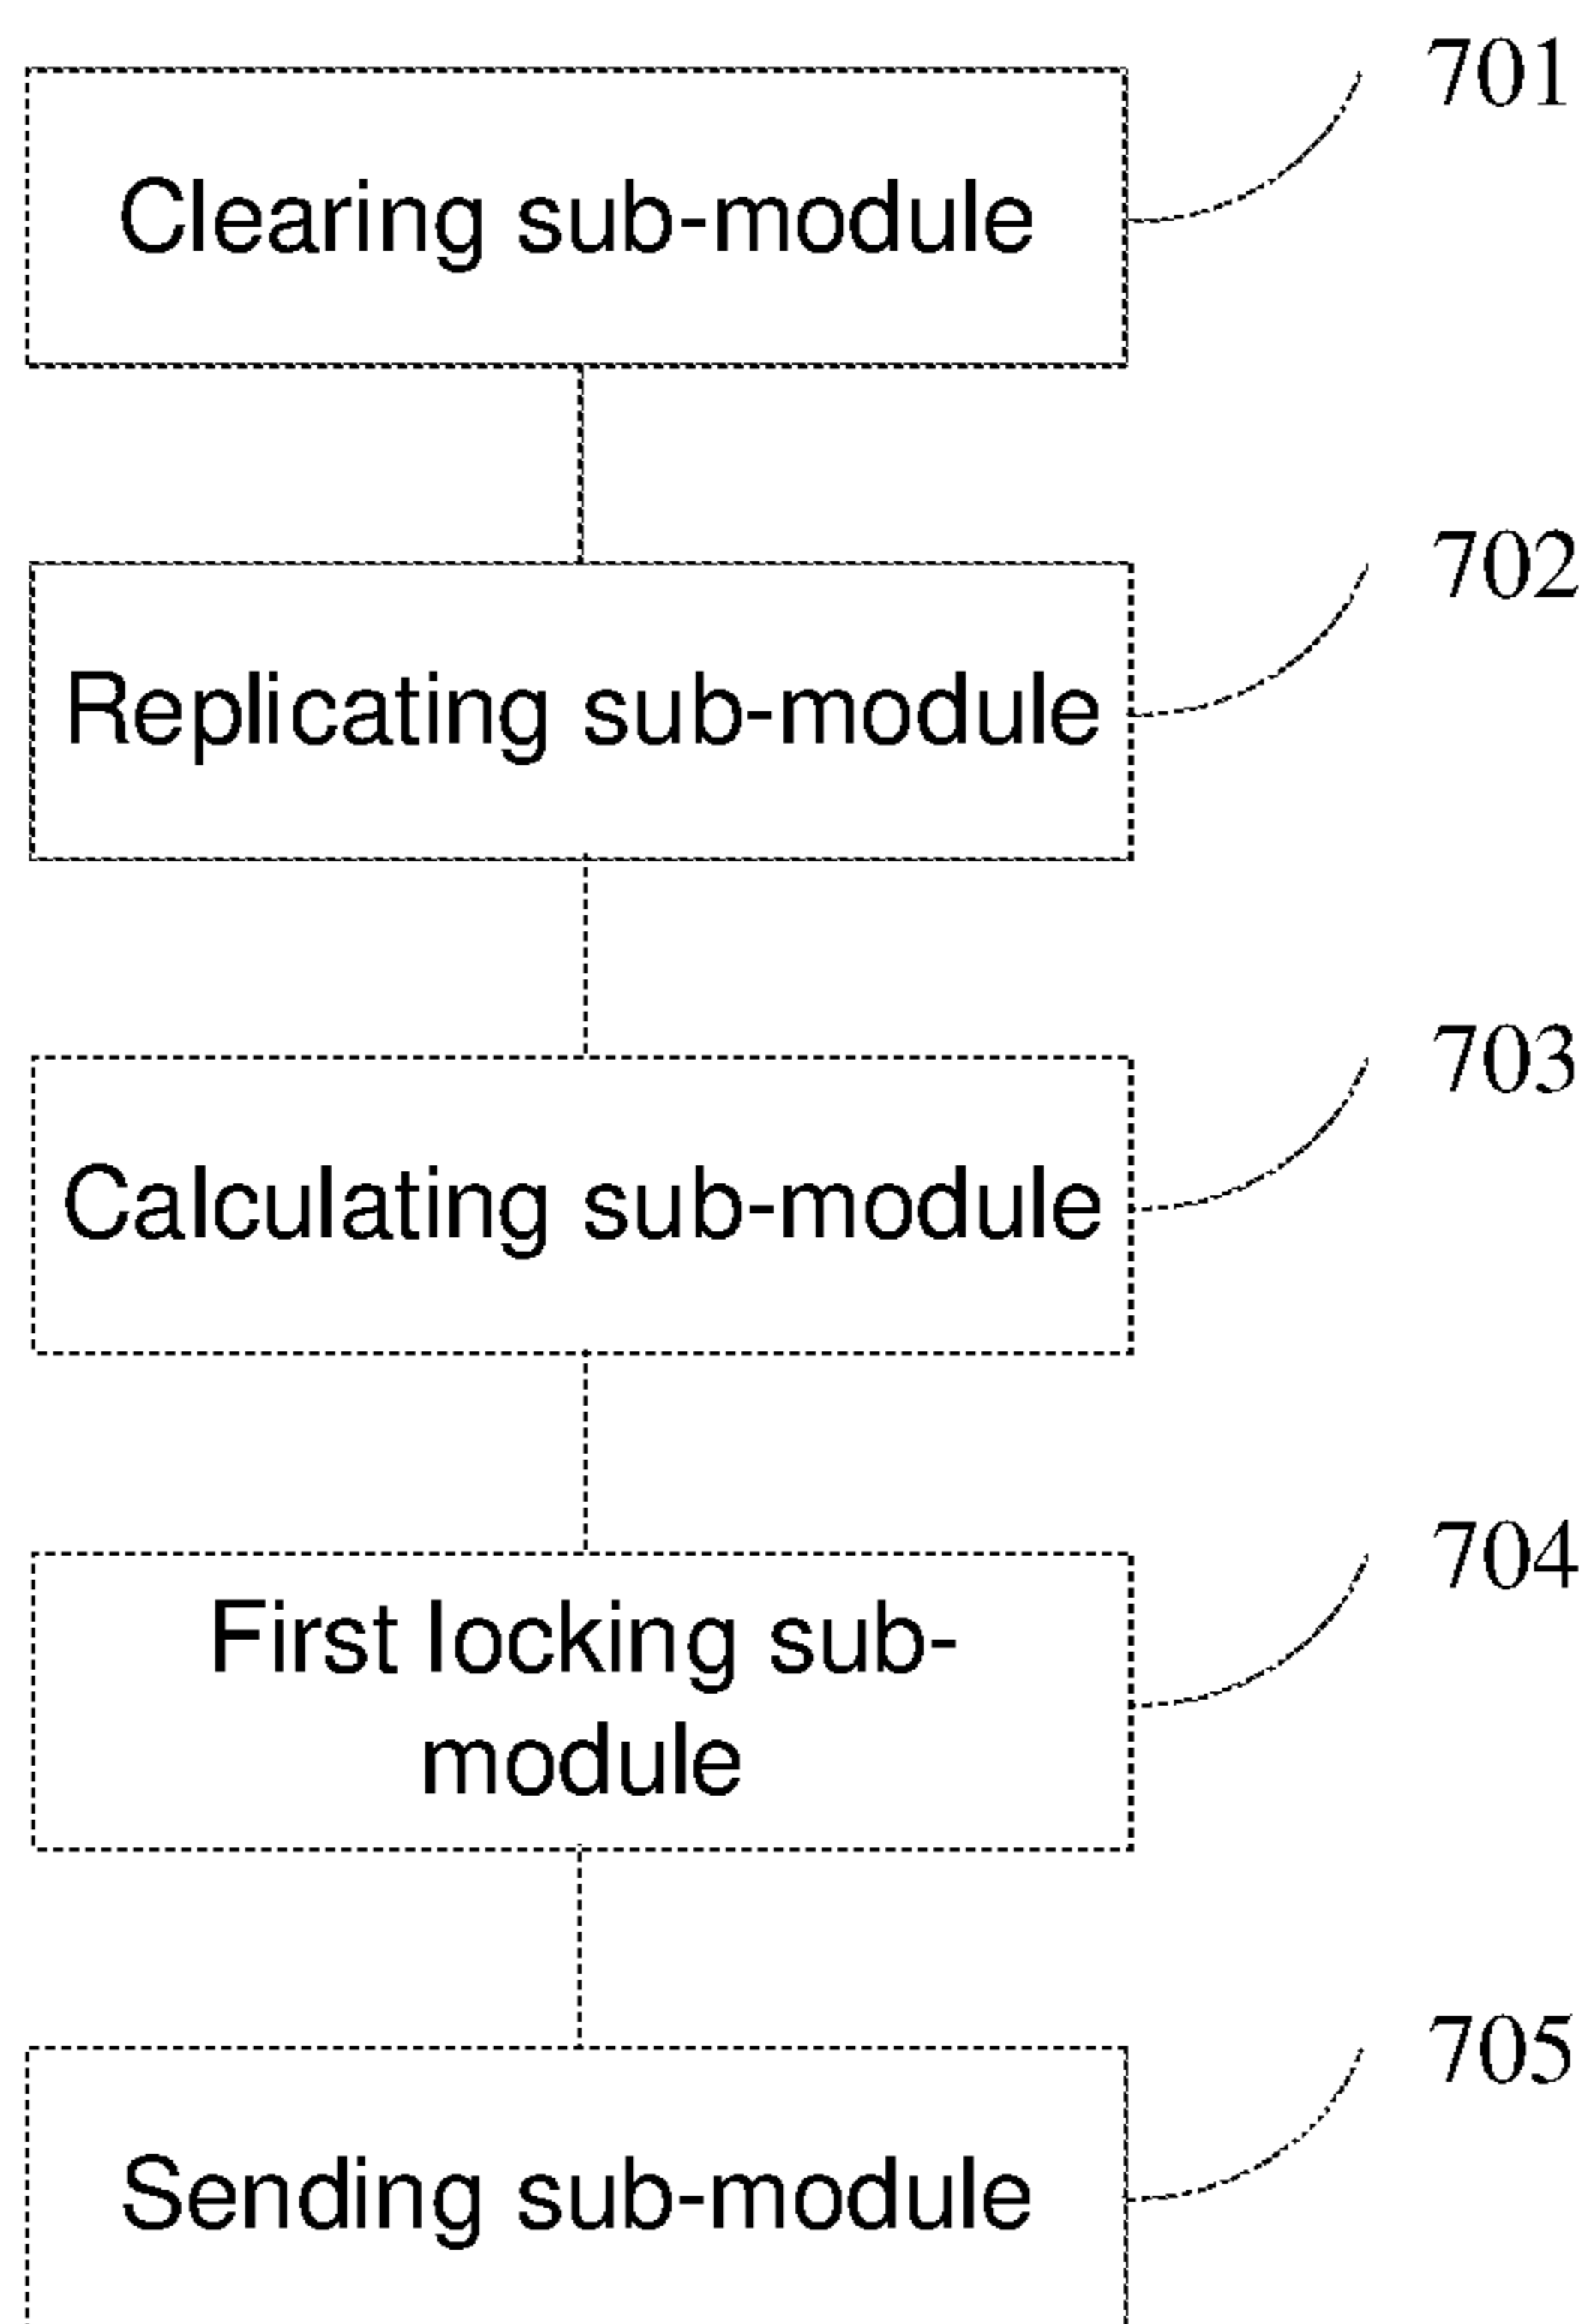 701
Clearing sub-module
702
Replicating sub-module
703
Calculating sub-module
704
First locking sub-
module
705
Sending sub-module